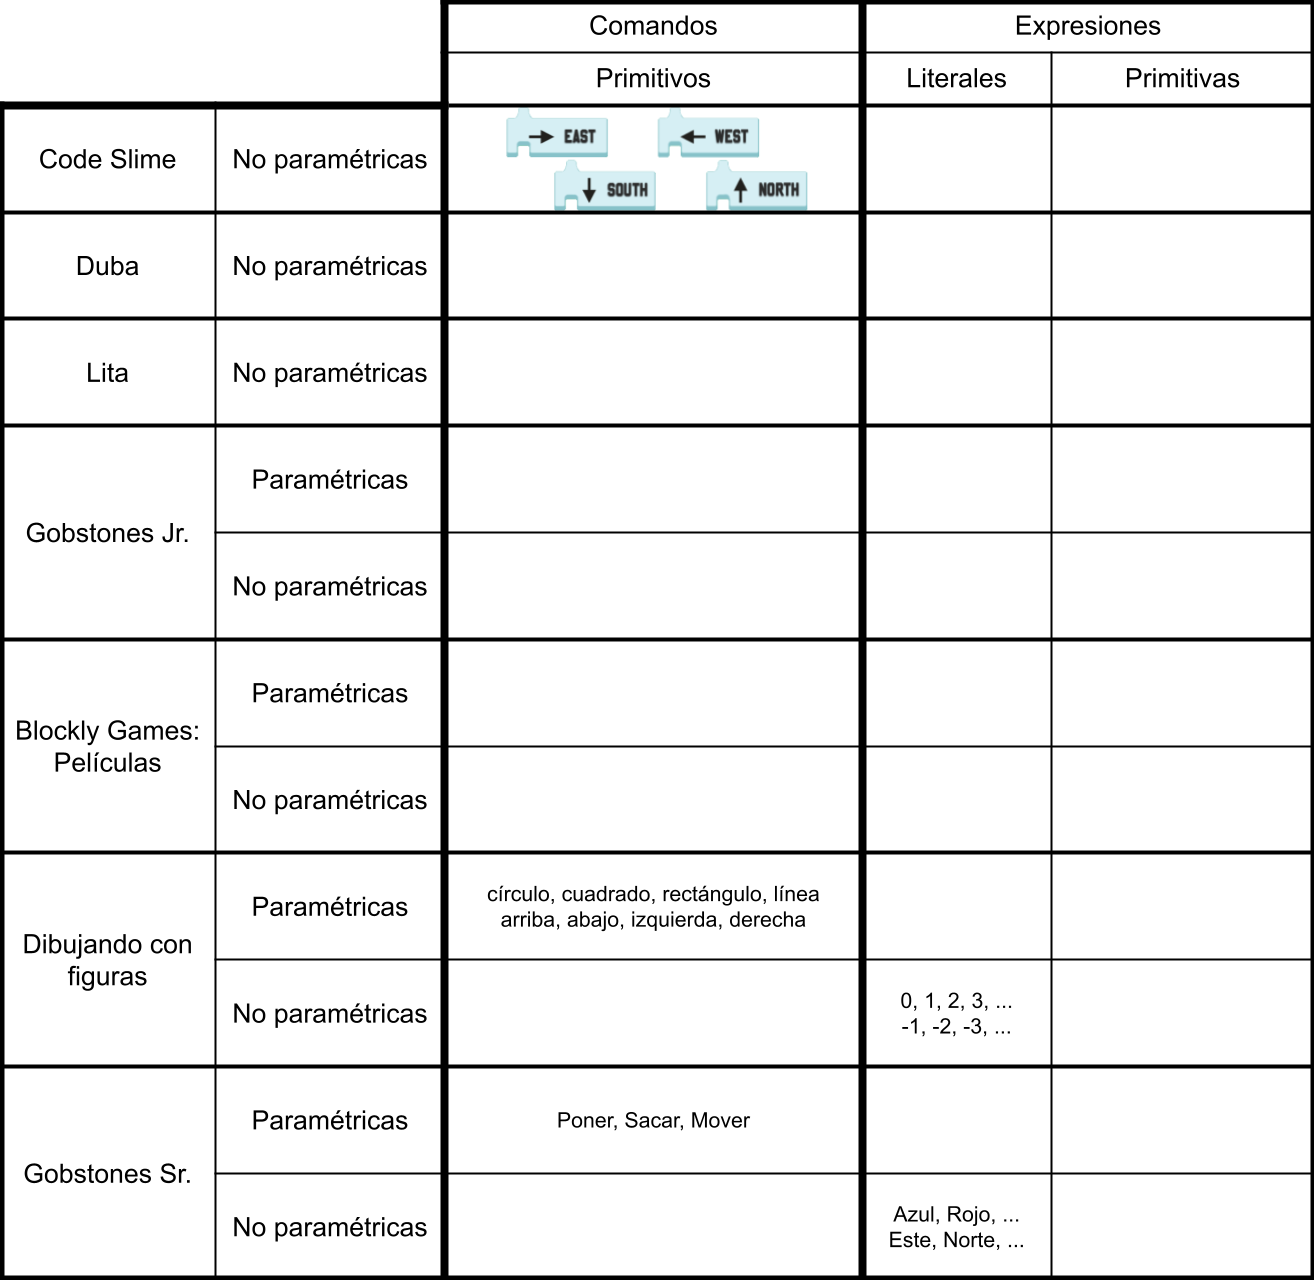 Comandos
Expresiones
Primitivos
Literales
Primitivas
Code Slime
No paramétricas
EAST
WEST
SOUTH
NORTH
Duba
No paramétricas
Lita
No paramétricas
Gobstones Jr.
Paramétricas
No paramétricas
Blockly Games:
Películas
Paramétricas
No paramétricas
Dibujando con
figuras
Paramétricas
círculo, cuadrado, rectángulo, línea
arriba, abajo, izquierda, derecha
No paramétricas
0, 1, 2, 3, ...
-1, -2, -3, ...
Gobstones Sr.
Paramétricas
Poner, Sacar, Mover
No paramétricas
Azul, Rojo, ...
Este, Norte, ...